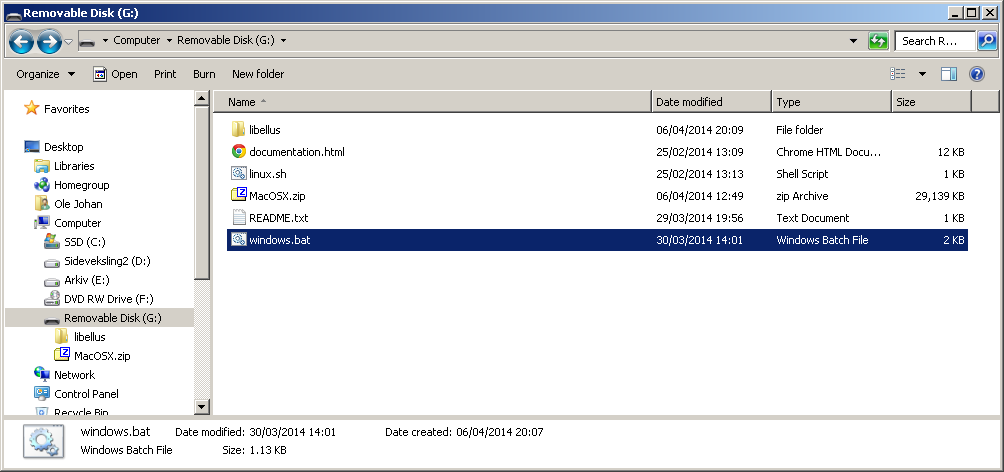 Removable Disk (G:)
Computer Removable Disk (G:) Search R...
Organize Open Print Burn New folder
Favorites
Desktop
Libraries
Homegroup
Ole Johan
Computer
SSD (C:)
Sideveksling2 (D:)
Arkiv (E:)
DVD RW Drive (F:)
Removable Disk (G:)
libellus
MacOSX.zip
Network
Control Panel
Recycle Bin
Name Date modified Type Size
libellus 06/04/2014 20:09 File folder
documentation.html 25/02/2014 13:09 Chrome HTML Docu... 12 KB
linux.sh 25/02/2014 13:13 Shell Script 1 KB
MacOSX.zip 06/04/2014 12:49 zip Archive 29,139 KB
README.txt 29/03/2014 19:56 Text Document 1 KB
windows.bat 30/03/2014 14:01 Windows Batch File 2 KB
windows.bat Date modified: 30/03/2014 14:01 Date created: 06/04/2014 20:07
Windows Batch File Size: 1.13 KB